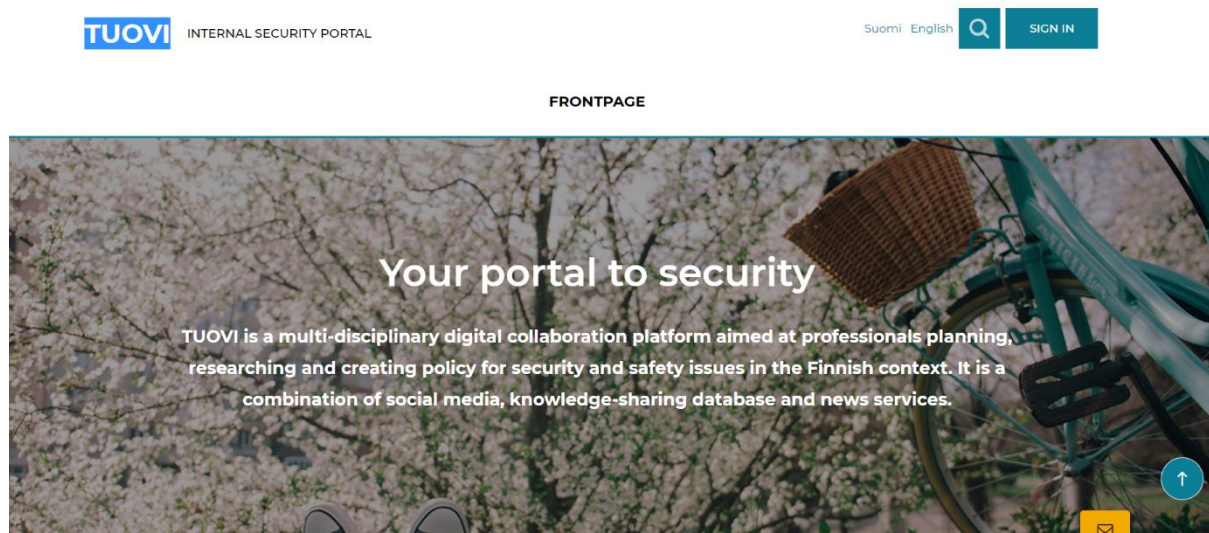 TUOVI INTERNAL SECURITY PORTAL
Suomi English SIGN IN
FRONTPAGE
Your portal to security
TUOVI is a multi-disciplinary digital collaboration platform aimed at professionals planning,
researching and creating policy for security and safety issues in the Finnish context. It is a
combination of social media, knowledge-sharing database and news services.